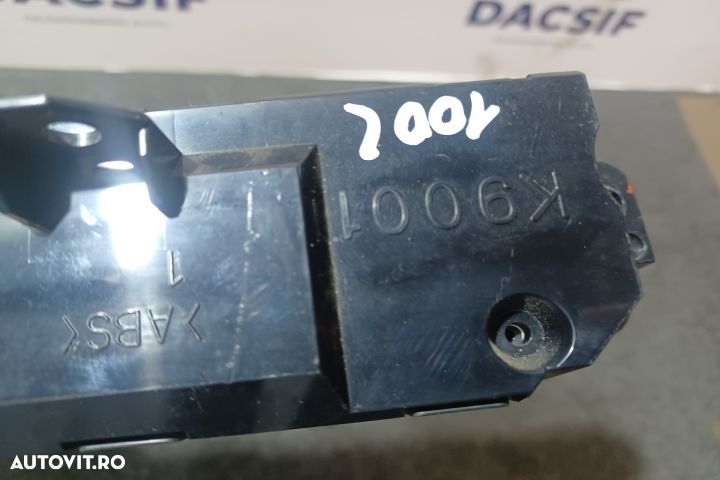 DACSIF
K9001
1
>ABS<
AUTOVIT.RO